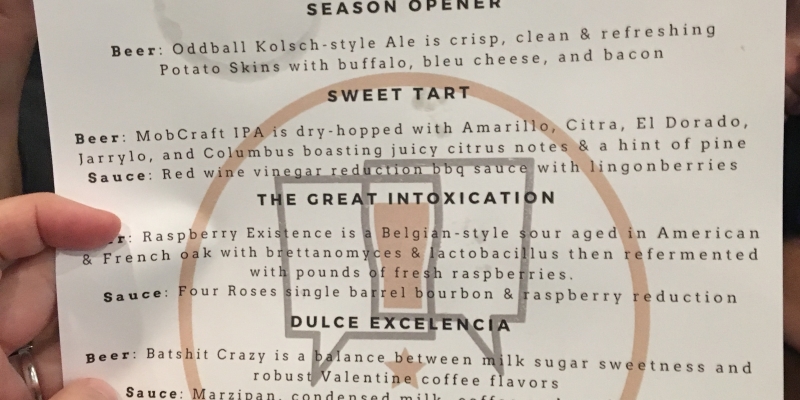 SEASON OPENER
Beer: Oddball Kolsch-style Ale is crisp, clean & refreshing
Potato Skins with buffalo, bleu cheese, and bacon
SWEET TART
Beer: MobCraft IPA is dry-hopped with Amarillo, Citra, El Dorado,
Jarrylo, and Columbus boasting juicy citrus notes & a hint of pine
Sauce: Red wine vinegar reduction bbq sauce with lingonberries
THE GREAT INTOXICATION
r: Raspberry Existence is a Belgian-style sour aged in American
& French oak with brettanomyces & lactobacillus then refermented
with pounds of fresh raspberries.
Sauce: Four Roses single barrel bourbon & raspberry reduction
DULCE EXCELENCIA
Beer: Batshit Crazy is a balance between milk sugar sweetness and
robust Valentine coffee flavors
Sauce: Marzipan, condensed milk,